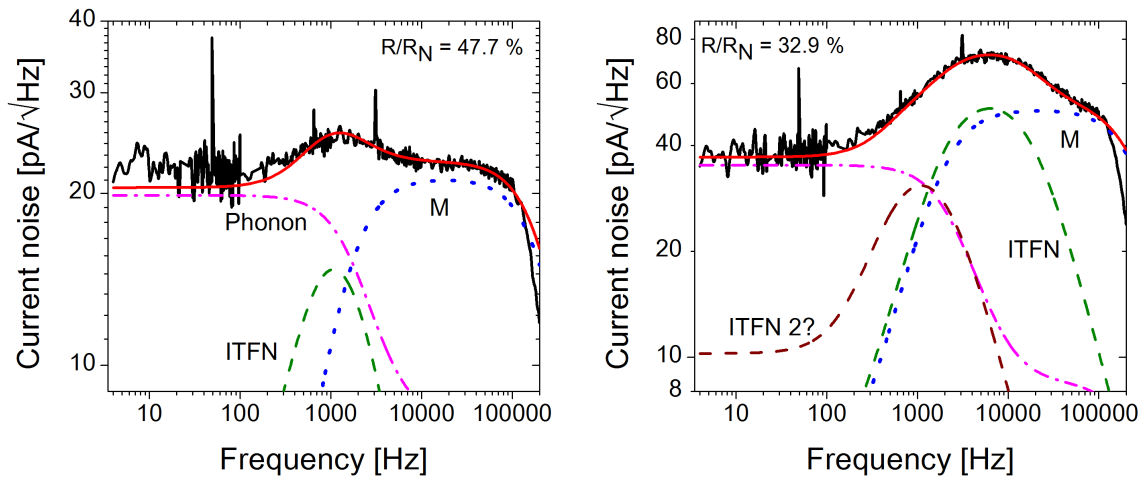 R/R_N = 47.7 %
Current noise [pA/√Hz]
40
30
20
10
Phonon
M
ITFN
10
100
1000
10000
100000
Frequency [Hz]
R/R_N = 32.9 %
Current noise [pA/√Hz]
80
60
40
20
10
8
M
ITFN
ITFN 2?
10
100
1000
10000
100000
Frequency [Hz]